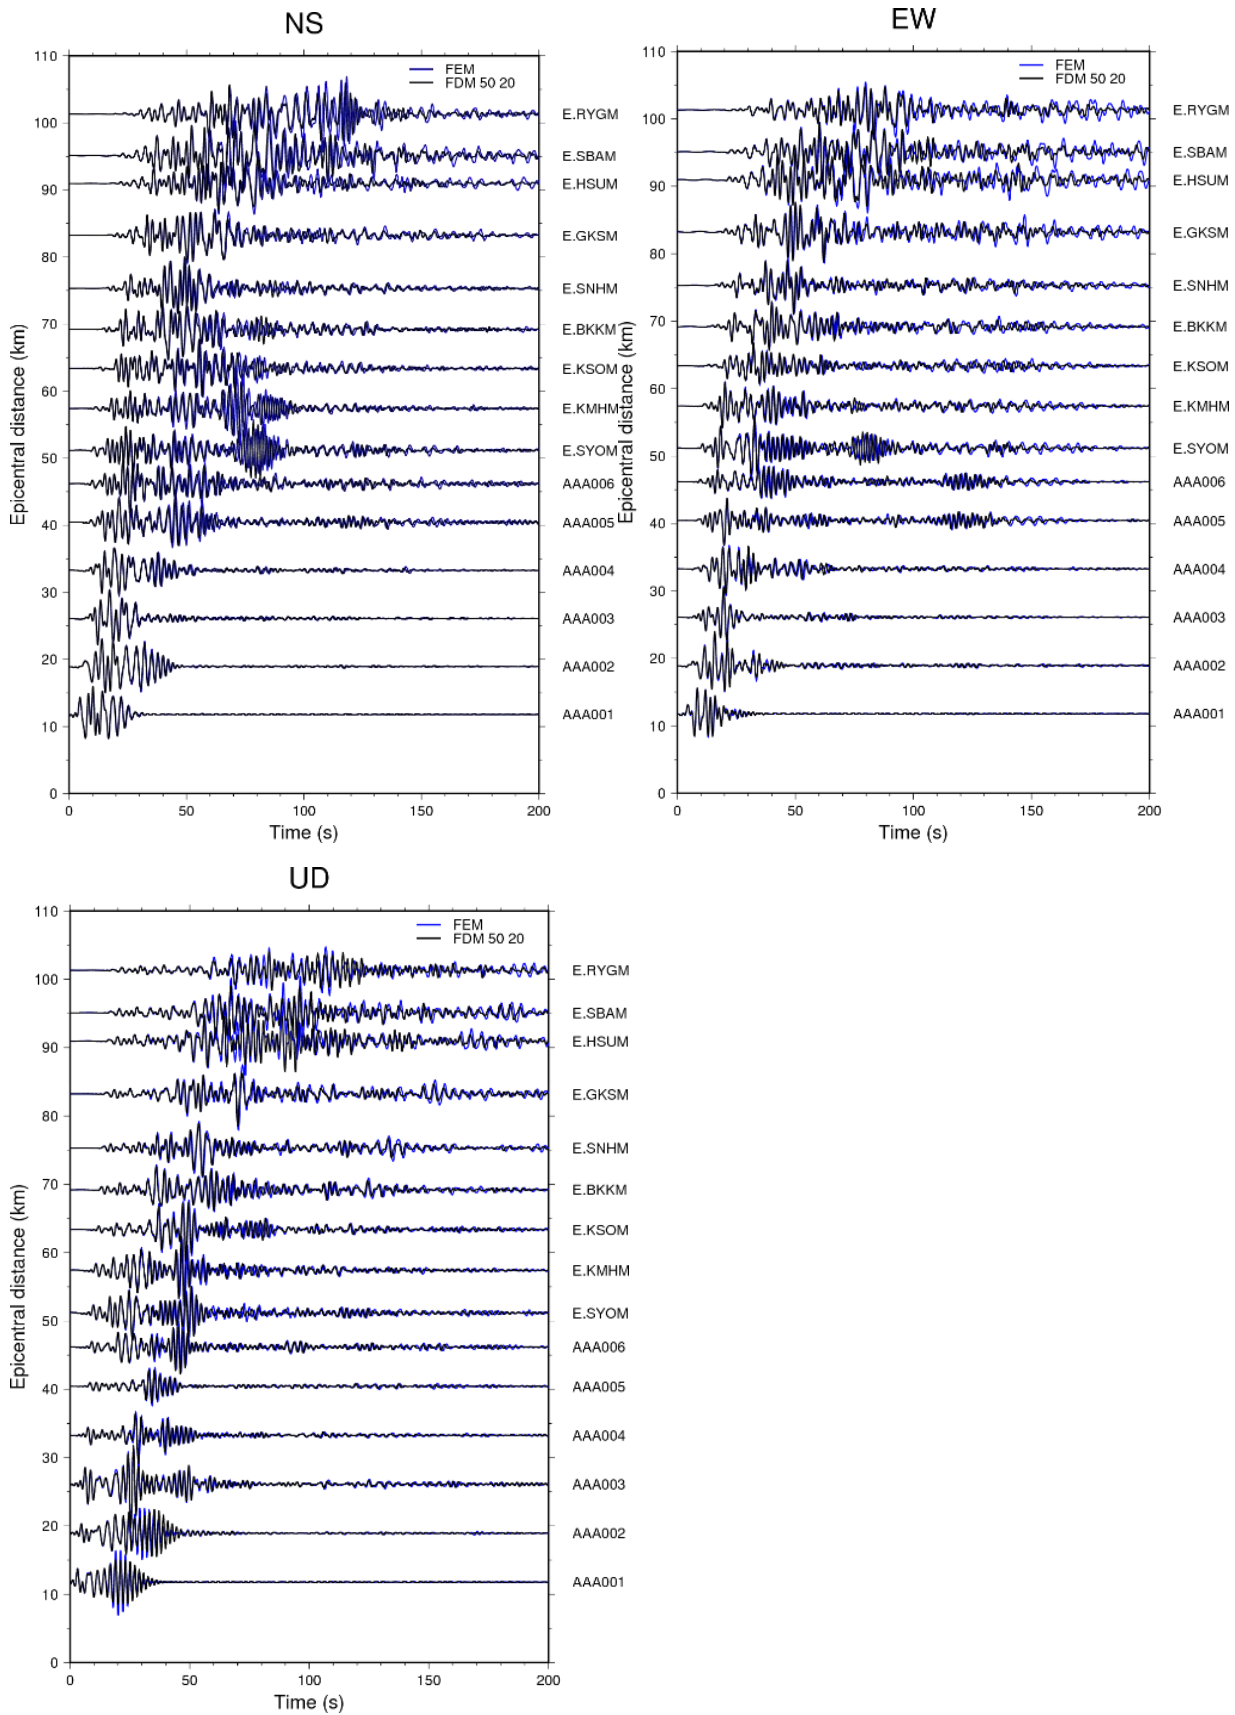 NS
110
100
90
80
70
60
50
40
30
20
10
0
Epicentral distance (km)
FEM
FDM 50 20
E.RYGM
E.SBAM
E.HSUM
E.GKSM
E.SNHM
E.BKKM
E.KSOM
E.KMHM
E.SYOM
AAA006
AAA005
AAA004
AAA003
AAA002
AAA001
0 50 100 150 200
Time (s)
EW
110
100
90
80
70
60
50
40
30
20
10
0
Epicentral distance (km)
FEM
FDM 50 20
E.RYGM
E.SBAM
E.HSUM
E.GKSM
E.SNHM
E.BKKM
E.KSOM
E.KMHM
E.SYOM
AAA006
AAA005
AAA004
AAA003
AAA002
AAA001
0 50 100 150 200
Time (s)
UD
110
100
90
80
70
60
50
40
30
20
10
0
Epicentral distance (km)
FEM
FDM 50 20
E.RYGM
E.SBAM
E.HSUM
E.GKSM
E.SNHM
E.BKKM
E.KSOM
E.KMHM
E.SYOM
AAA006
AAA005
AAA004
AAA003
AAA002
AAA001
0 50 100 150 200
Time (s)